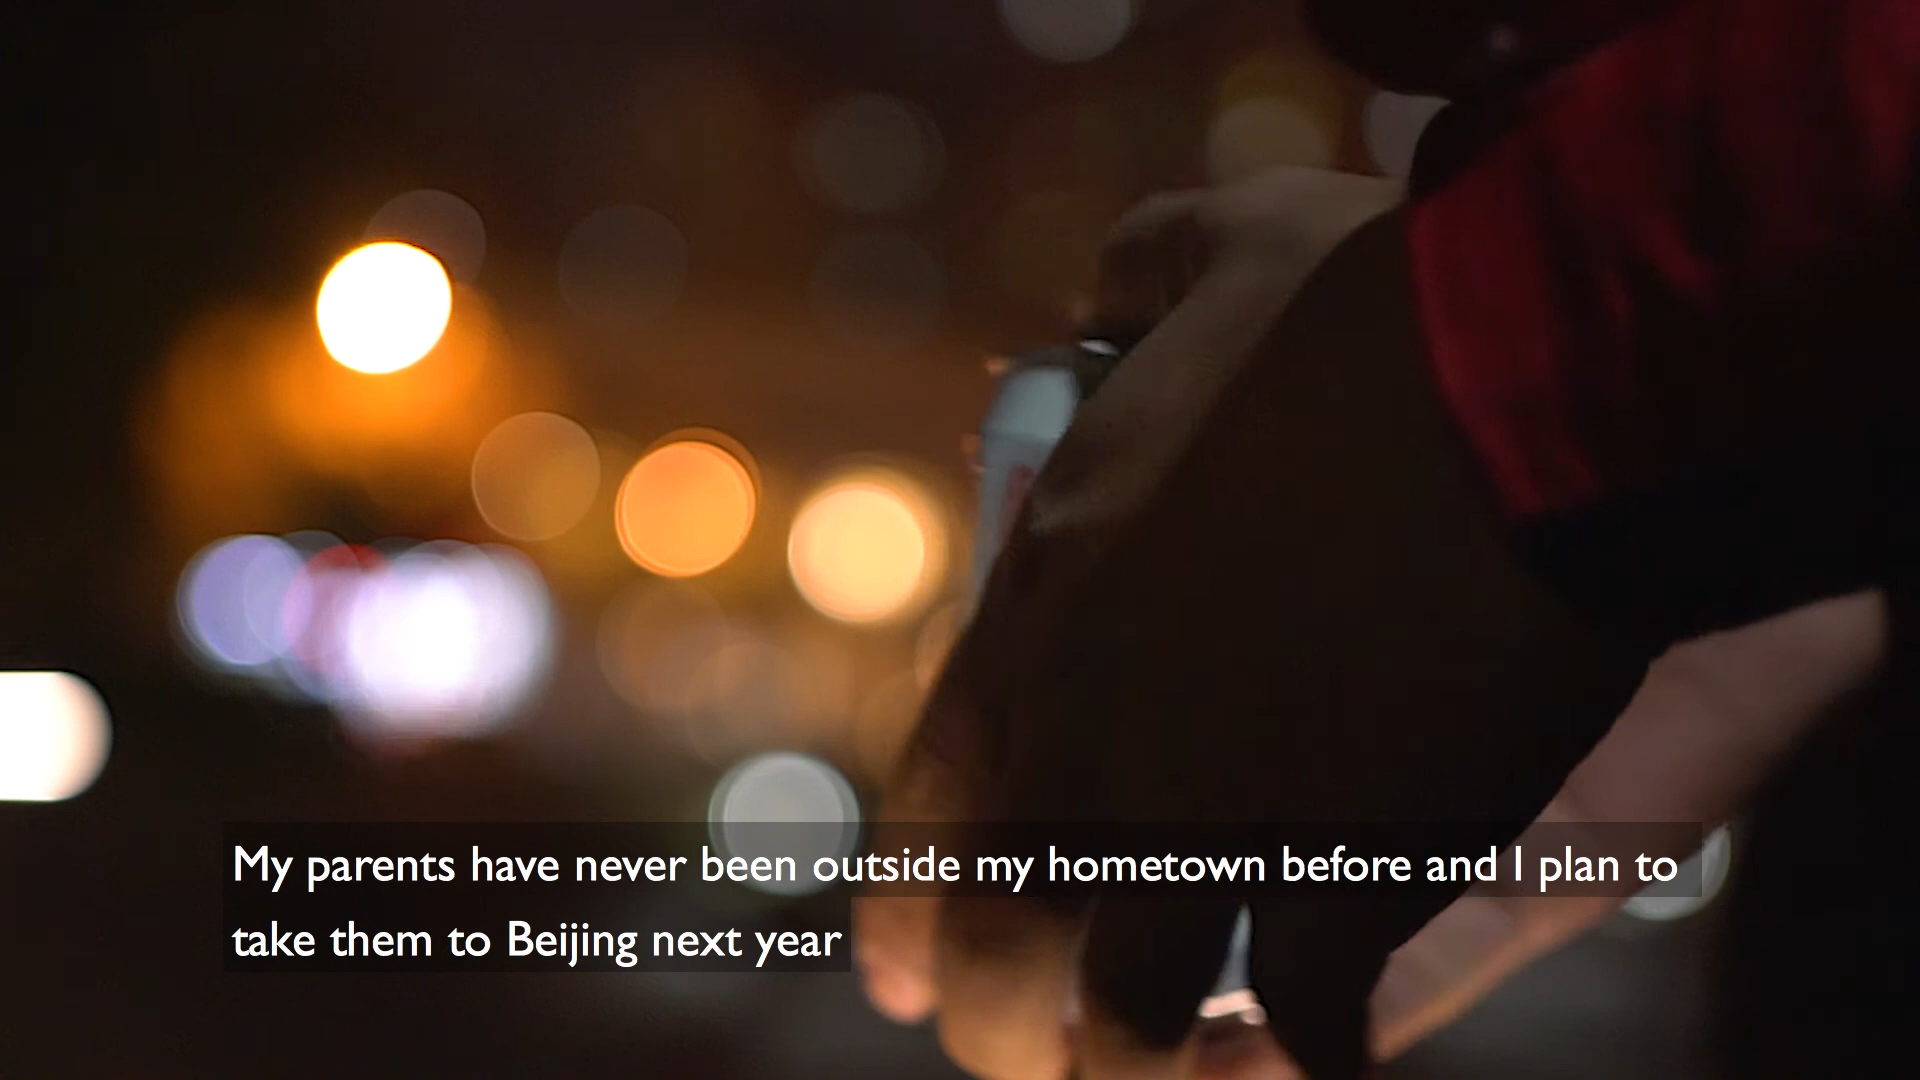 My parents have never been outside my hometown before and I plan to
take them to Beijing next year